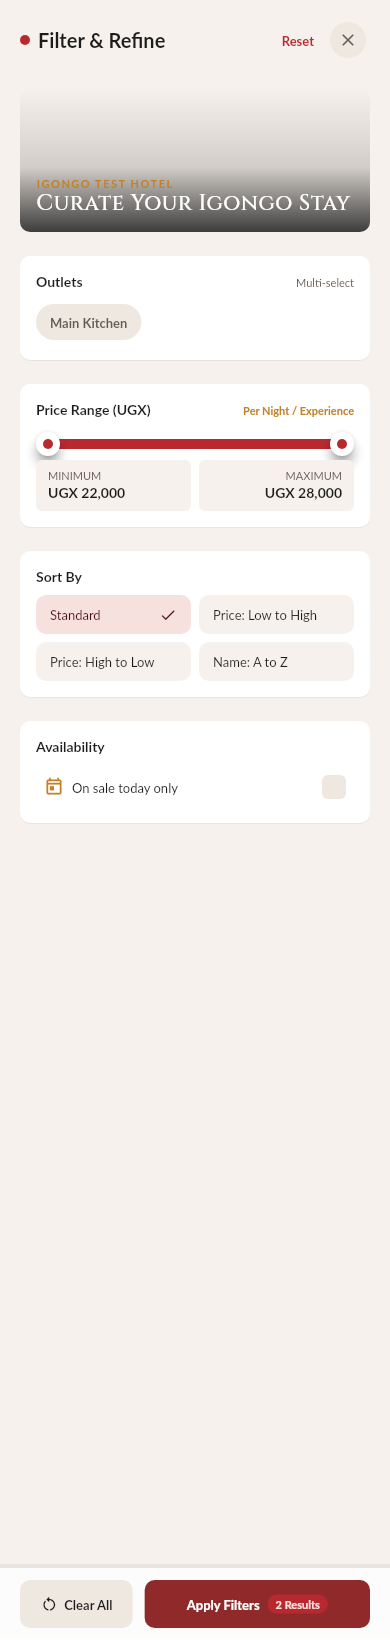 Filter & Refine
Reset
IGONGO TEST HOTEL
Curate Your Igongo Stay
Outlets
Multi-select
Main Kitchen
Price Range (UGX)
Per Night / Experience
MINIMUM
UGX 22,000
MAXIMUM
UGX 28,000
Sort By
Standard
Price: Low to High
Price: High to Low
Name: A to Z
Availability
On sale today only
Clear All
Apply Filters
2 Results